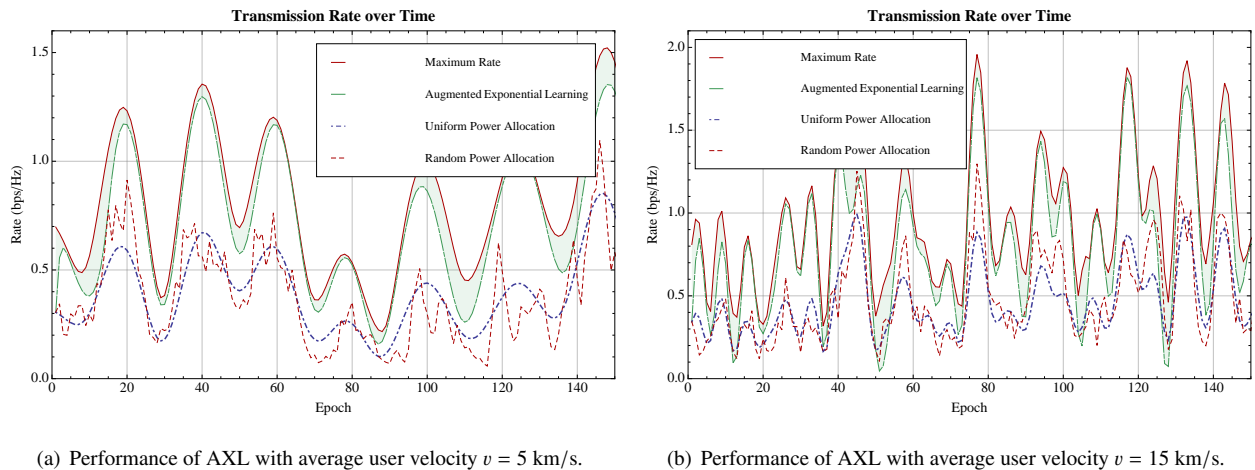 Transmission Rate over Time
1.5
1.0
0.5
0.0
Rate (bps/Hz)
Maximum Rate
Augmented Exponential Learning
Uniform Power Allocation
Random Power Allocation
0 20 40 60 80 100 120 140
Epoch
(a) Performance of AXL with average user velocity v = 5 km/s.
Transmission Rate over Time
2.0
1.5
1.0
0.5
0.0
Rate (bps/Hz)
Maximum Rate
Augmented Exponential Learning
Uniform Power Allocation
Random Power Allocation
0 20 40 60 80 100 120 140
Epoch
(b) Performance of AXL with average user velocity v = 15 km/s.